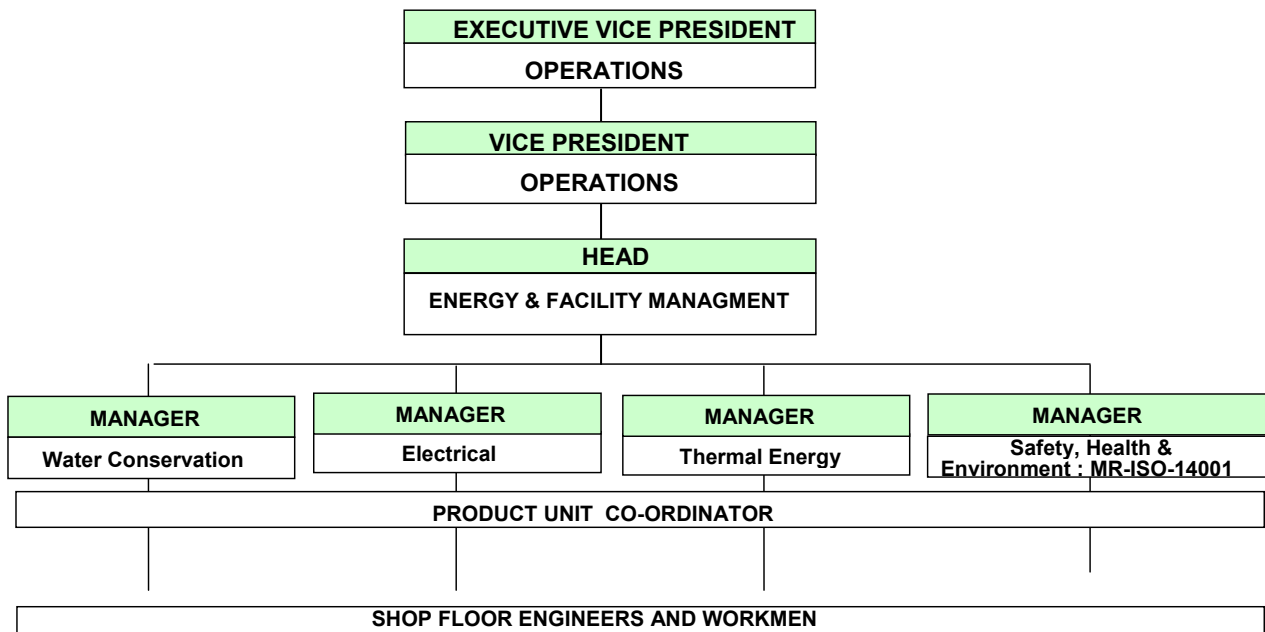 EXECUTIVE VICE PRESIDENT
OPERATIONS
VICE PRESIDENT
OPERATIONS
HEAD
ENERGY & FACILITY MANAGMENT
MANAGER
Water Conservation
MANAGER
Electrical
MANAGER
Thermal Energy
MANAGER
Safety, Health &
Environment : MR-ISO-14001
PRODUCT UNIT CO-ORDINATOR
SHOP FLOOR ENGINEERS AND WORKMEN